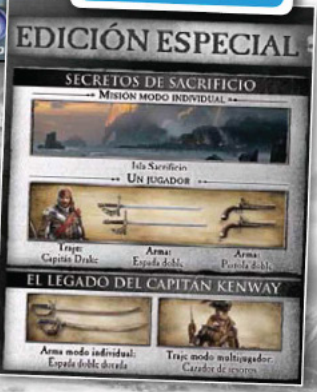 EDICIÓN ESPECIAL
SECRETOS DE SACRIFICIO
MISIÓN MODO INDIVIDUAL
Isla Sacrificio
UN JUGADOR
Traje: Arma: Arma:
Capitán Drake Espada doble Pistola doble
EL LEGADO DEL CAPITÁN KENWAY
Arma modo individual: Traje modo multijugador:
Espada doble dorada Cazador de tesoros